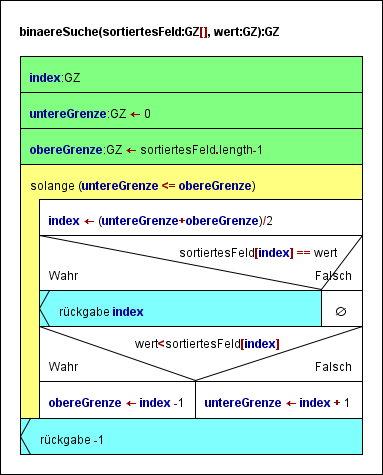 binaereSuche(sortiertesFeld:GZ[], wert:GZ):GZ
index:GZ
untereGrenze:GZ ← 0
obereGrenze:GZ ← sortiertesFeld.length-1
solange (untereGrenze <= obereGrenze)
index ← (untereGrenze+obereGrenze)/2
sortiertesFeld[index] == wert
Wahr Falsch
rückgabe index ∅
wert<sortiertesFeld[index]
Wahr Falsch
obereGrenze ← index -1 untereGrenze ← index + 1
rückgabe -1